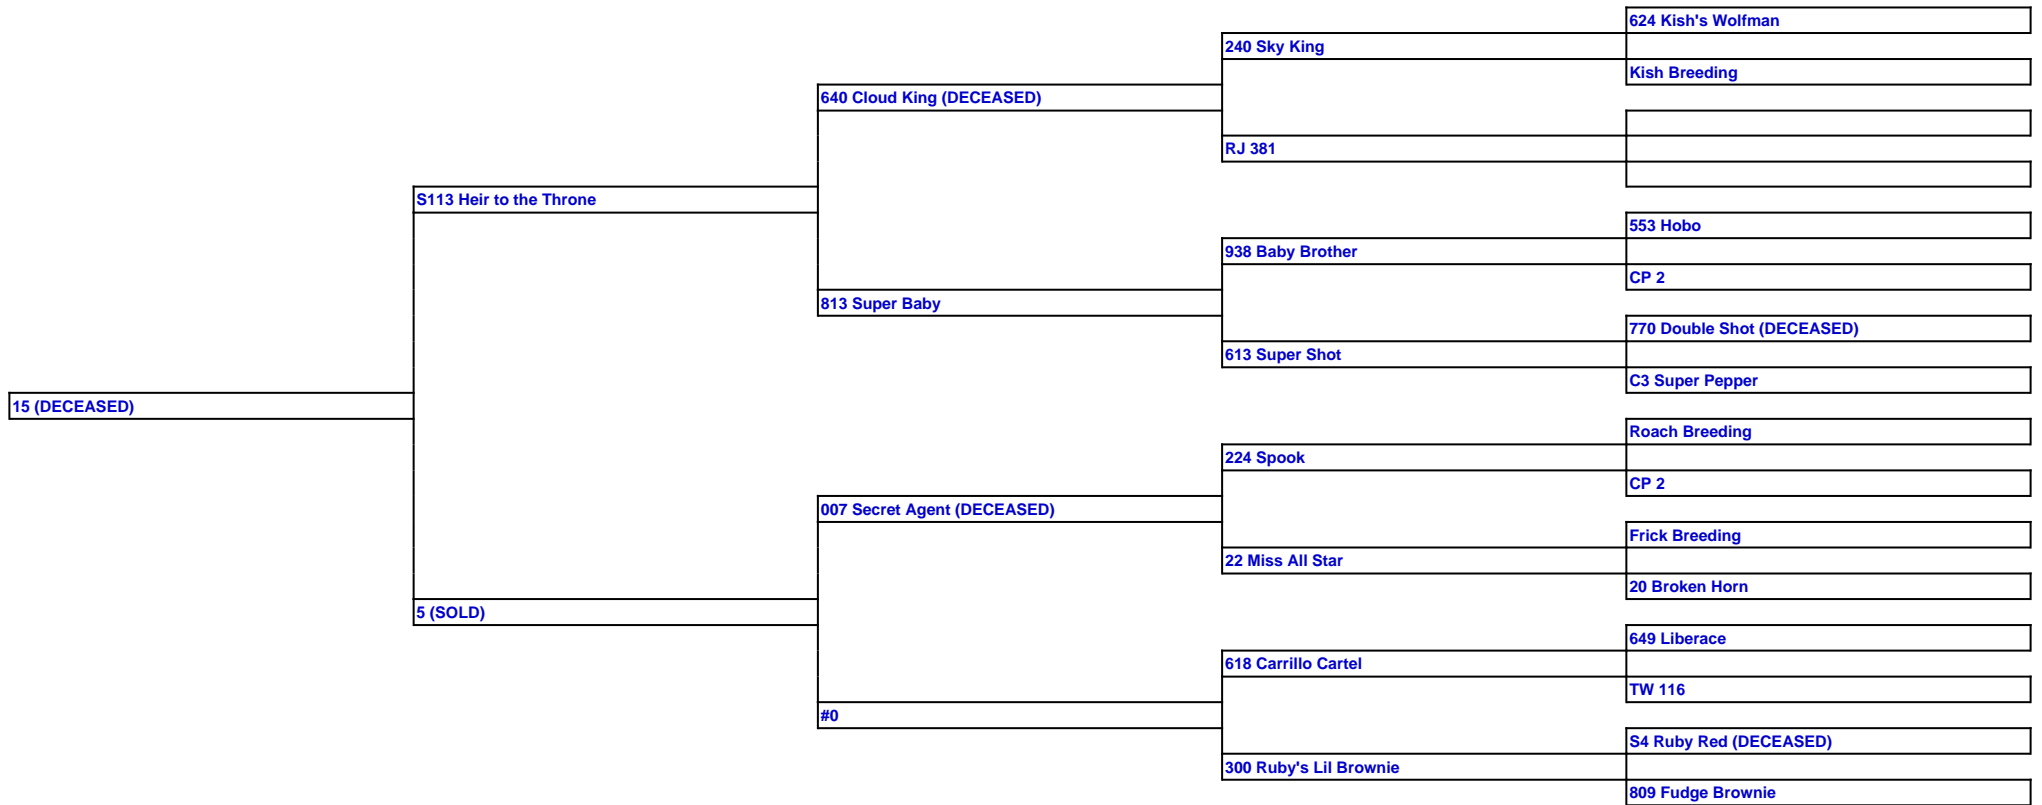 624 Kish's Wolfman
240 Sky King
Kish Breeding
640 Cloud King (DECEASED)
RJ 381
S113 Heir to the Throne
553 Hobo
938 Baby Brother
CP 2
813 Super Baby
770 Double Shot (DECEASED)
613 Super Shot
C3 Super Pepper
15 (DECEASED)
Roach Breeding
224 Spook
CP 2
007 Secret Agent (DECEASED)
Frick Breeding
22 Miss All Star
20 Broken Horn
5 (SOLD)
649 Liberace
618 Carrillo Cartel
TW 116
#0
S4 Ruby Red (DECEASED)
300 Ruby's Lil Brownie
809 Fudge Brownie